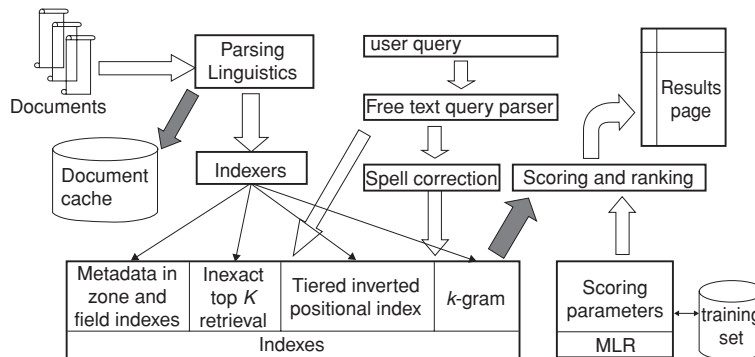 Documents
Parsing
Linguistics
user query
Free text query parser
Results
page
Document
cache
Indexers
Spell correction
Scoring and ranking
Metadata in
zone and
field indexes
Inexact
top K
retrieval
Tiered inverted
positional index
k-gram
Indexes
Scoring
parameters
MLR
training
set